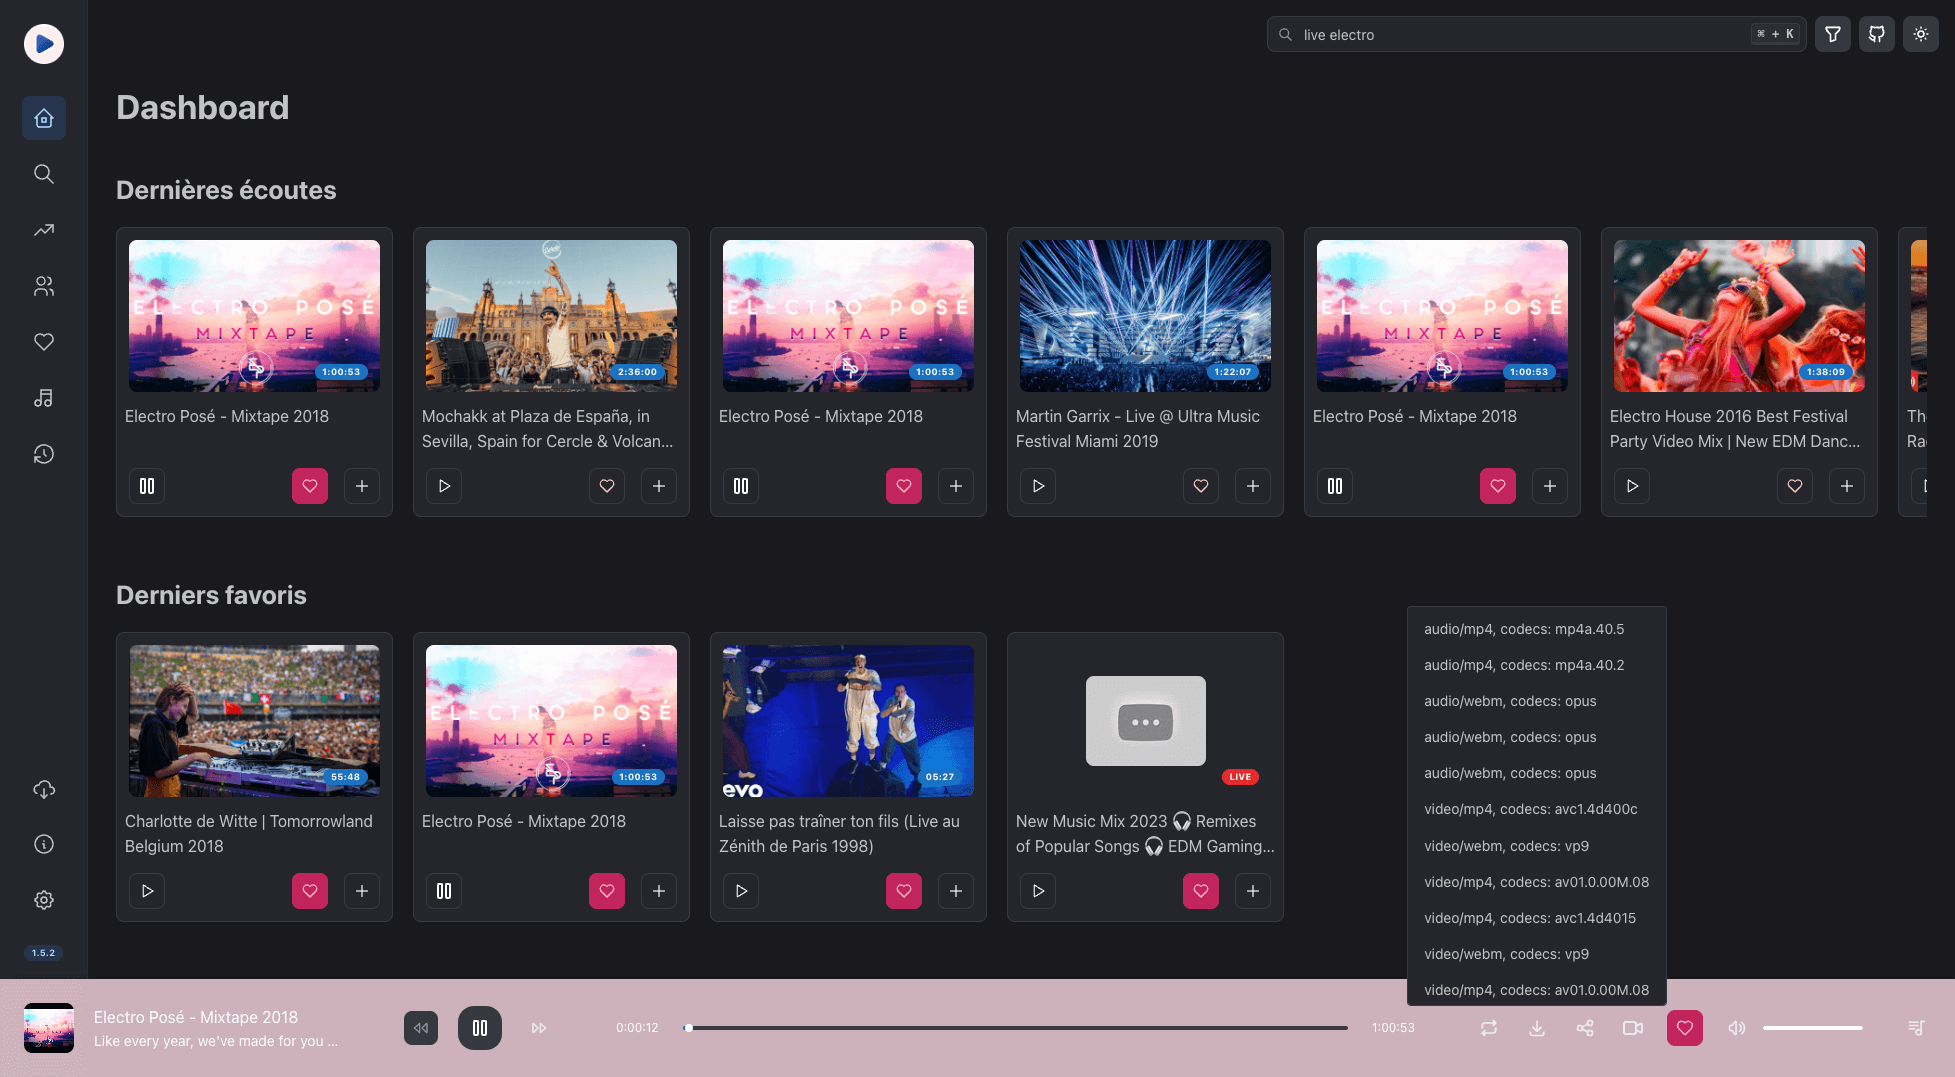 live electro
⌘ + K
Dashboard
Dernières écoutes
ELECTRO POSÉ
MIXTAPE
1:00:53
2:36:00
ELECTRO POSÉ
MIXTAPE
1:00:53
1:22:07
ELECTRO POSÉ
MIXTAPE
1:00:53
1:38:09
Electro Posé - Mixtape 2018
Mochakk at Plaza de España, in
Sevilla, Spain for Cercle & Volcan...
Electro Posé - Mixtape 2018
Martin Garrix - Live @ Ultra Music
Festival Miami 2019
Electro Posé - Mixtape 2018
Electro House 2016 Best Festival
Party Video Mix | New EDM Danc...
Derniers favoris
55:48
ELECTRO POSÉ
MIXTAPE
1:00:53
evo
05:27
LIVE
Charlotte de Witte | Tomorrowland
Belgium 2018
Electro Posé - Mixtape 2018
Laisse pas traîner ton fils (Live au
Zénith de Paris 1998)
New Music Mix 2023 🎧 Remixes
of Popular Songs 🎧 EDM Gaming...
audio/mp4, codecs: mp4a.40.5
audio/mp4, codecs: mp4a.40.2
audio/webm, codecs: opus
audio/webm, codecs: opus
audio/webm, codecs: opus
video/mp4, codecs: avc1.4d400c
video/webm, codecs: vp9
video/mp4, codecs: av01.0.00M.08
video/mp4, codecs: avc1.4d4015
video/webm, codecs: vp9
video/mp4, codecs: av01.0.00M.08
1.5.2
Electro Posé - Mixtape 2018
Like every year, we've made for you ...
0:00:12
1:00:53